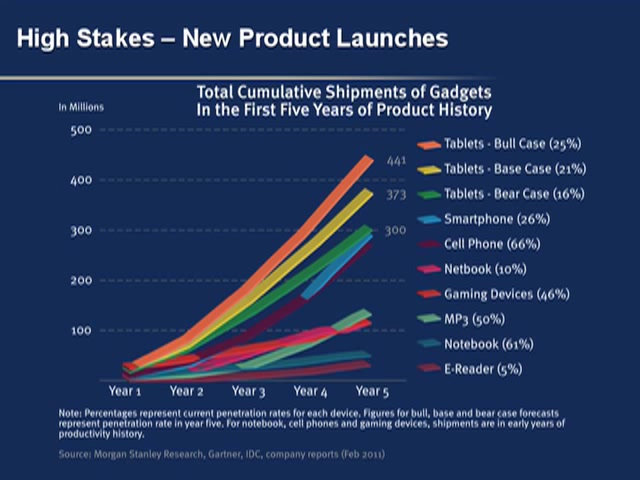 High Stakes – New Product Launches
Total Cumulative Shipments of Gadgets
In the First Five Years of Product History
In Millions
500
400
300
200
100
441
373
300
Tablets - Bull Case (25%)
Tablets - Base Case (21%)
Tablets - Bear Case (16%)
Smartphone (26%)
Cell Phone (66%)
Netbook (10%)
Gaming Devices (46%)
MP3 (50%)
Notebook (61%)
E-Reader (5%)
Year 1 Year 2 Year 3 Year 4 Year 5
Note: Percentages represent current penetration rates for each device. Figures for bull, base and bear case forecasts
represent penetration rate in year five. For notebook, cell phones and gaming devices, shipments are in early years of
productivity history.
Source: Morgan Stanley Research, Gartner, IDC, company reports (Feb 2011)